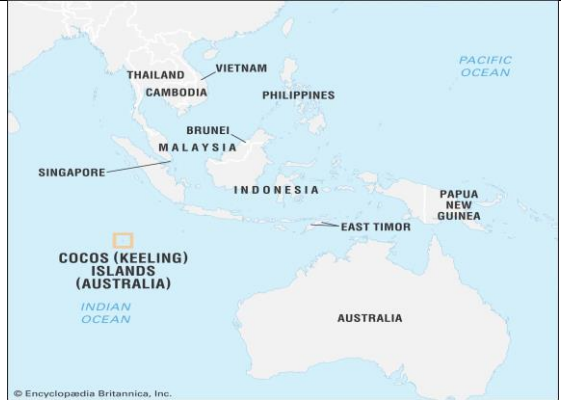 PACIFIC
OCEAN
THAILAND
VIETNAM
CAMBODIA
PHILIPPINES
BRUNEI
MALAYSIA
SINGAPORE
INDONESIA
PAPUA
NEW
GUINEA
EAST TIMOR
COCOS (KEELING)
ISLANDS
(AUSTRALIA)
INDIAN
OCEAN
AUSTRALIA
© Encyclopædia Britannica, Inc.